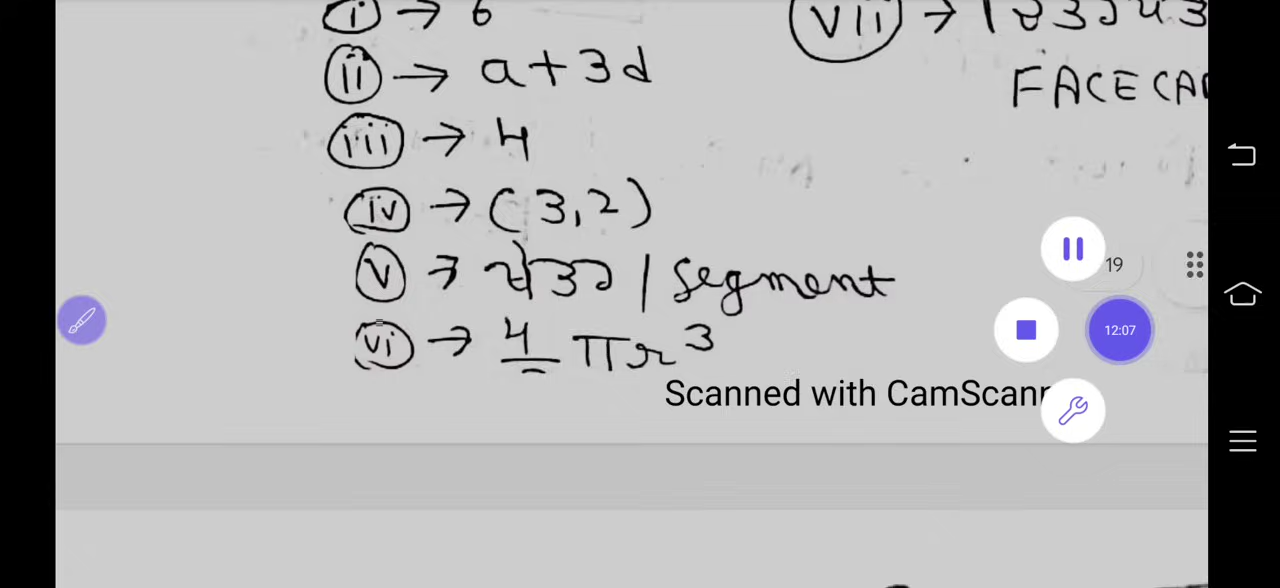 (i) → 6
(ii) → a + 3d
(iii) → 4
(iv) → (3, 2)
(v) → | segment
(vi) → 4 πr³
(vii) →
FACE
Scanned with CamScann
19
12:07